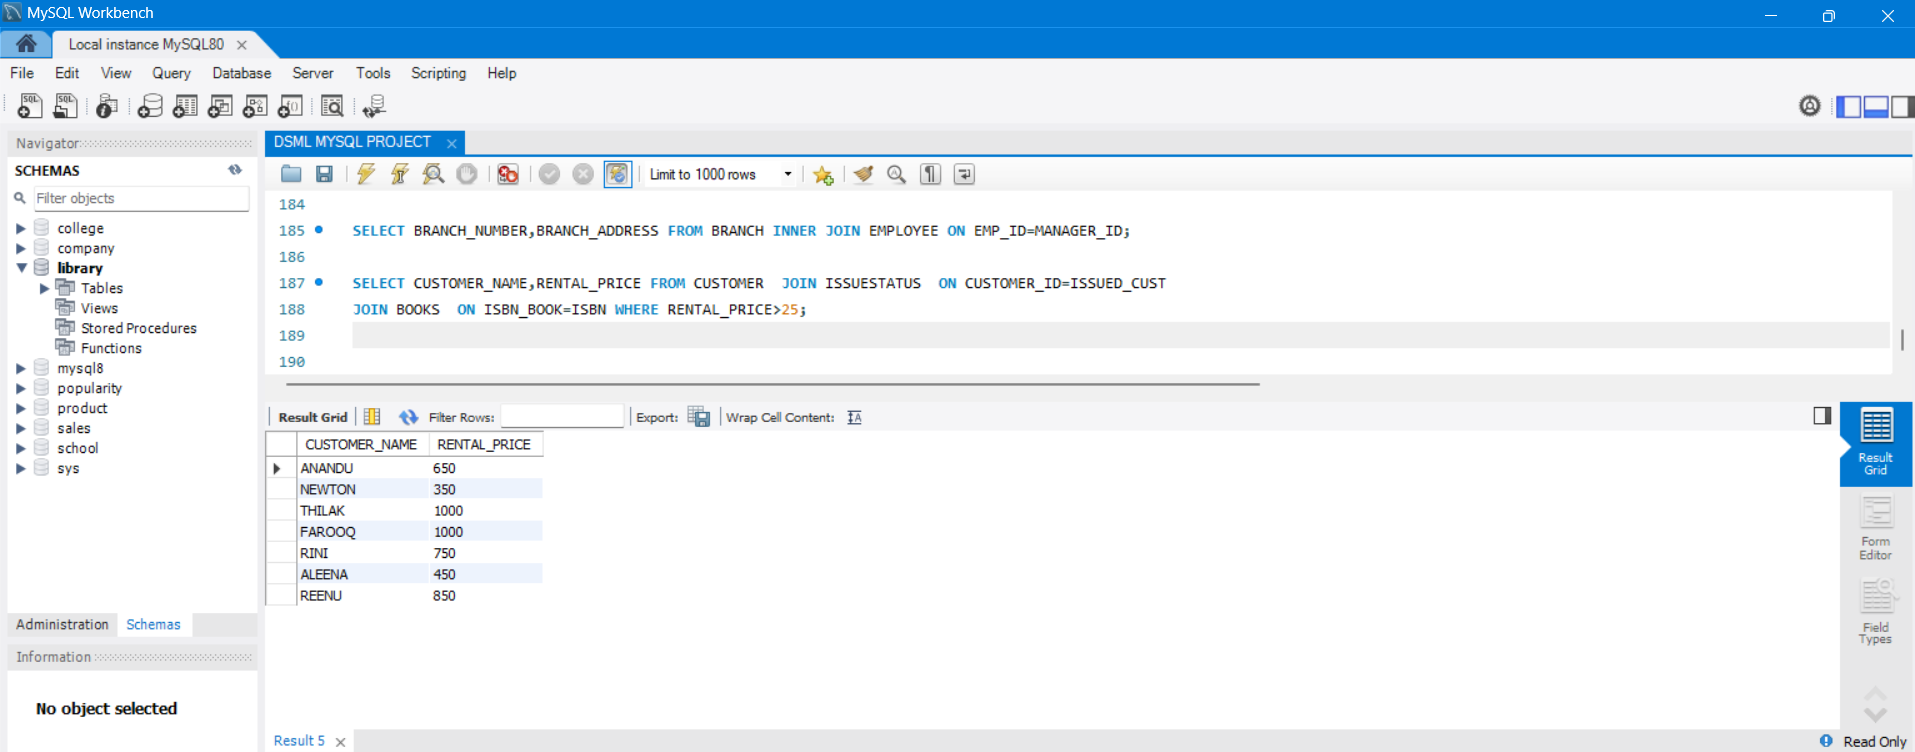 MySQL Workbench
Local instance MySQL80
File Edit View Query Database Server Tools Scripting Help
Navigator
SCHEMAS
Filter objects
college
company
library
Tables
Views
Stored Procedures
Functions
mysql8
popularity
product
sales
school
sys
Administration Schemas
Information
No object selected
DSML MYSQL PROJECT
Limit to 1000 rows
184
185 SELECT BRANCH_NUMBER,BRANCH_ADDRESS FROM BRANCH INNER JOIN EMPLOYEE ON EMP_ID=MANAGER_ID;
186
187 SELECT CUSTOMER_NAME,RENTAL_PRICE FROM CUSTOMER  JOIN ISSUESTATUS  ON CUSTOMER_ID=ISSUED_CUST
188 JOIN BOOKS  ON ISBN_BOOK=ISBN WHERE RENTAL_PRICE>25;
189
190
Result Grid Filter Rows: Export: Wrap Cell Content:
CUSTOMER_NAME RENTAL_PRICE
ANANDU 650
NEWTON 350
THILAK 1000
FAROOQ 1000
RINI 750
ALEENA 450
REENU 850
Result
Grid
Form
Editor
Field
Types
Result 5
Read Only